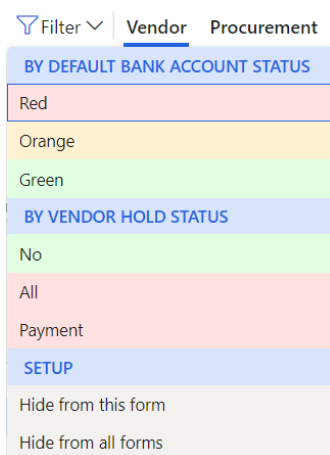 Filter Vendor Procurement
BY DEFAULT BANK ACCOUNT STATUS
Red
Orange
Green
BY VENDOR HOLD STATUS
No
All
Payment
SETUP
Hide from this form
Hide from all forms